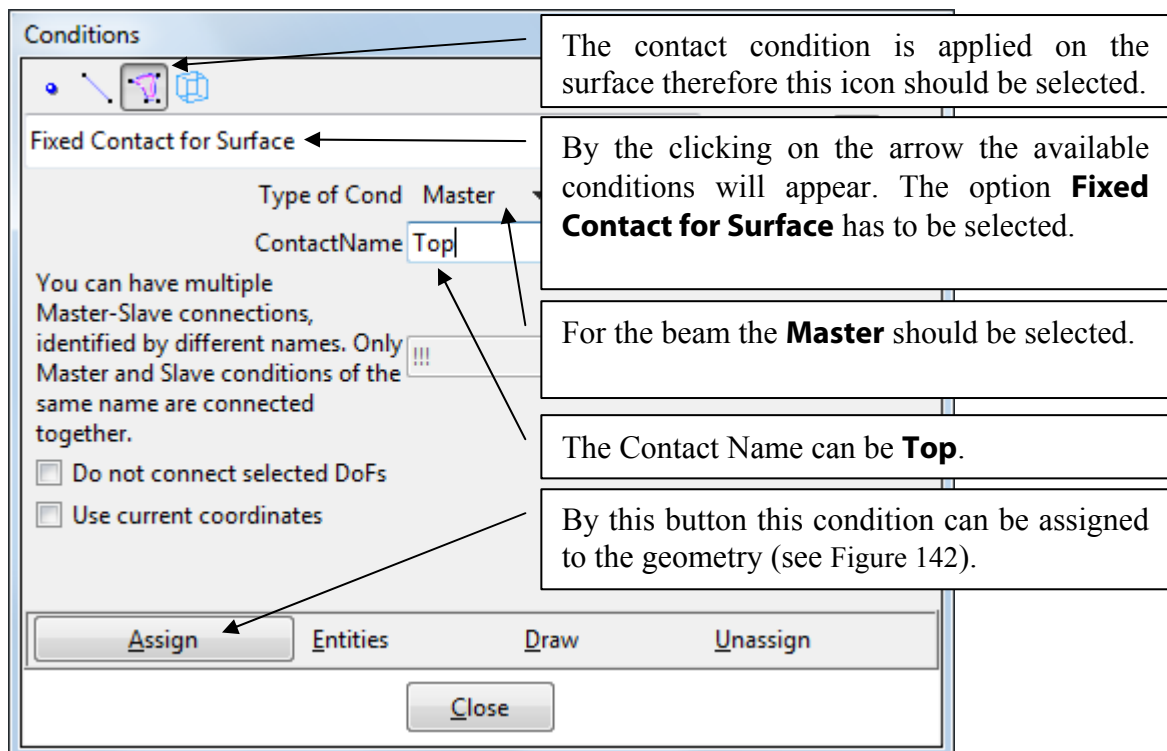 Conditions
The contact condition is applied on the
surface therefore this icon should be selected.
Fixed Contact for Surface
By the clicking on the arrow the available
conditions will appear. The option Fixed
Contact for Surface has to be selected.
Type of Cond Master
ContactName Top
You can have multiple
Master-Slave connections,
identified by different names. Only
Master and Slave conditions of the
same name are connected
together.
!!!
For the beam the Master should be selected.
The Contact Name can be Top.
Do not connect selected DoFs
Use current coordinates
By this button this condition can be assigned
to the geometry (see Figure 142).
Assign Entities Draw Unassign
Close